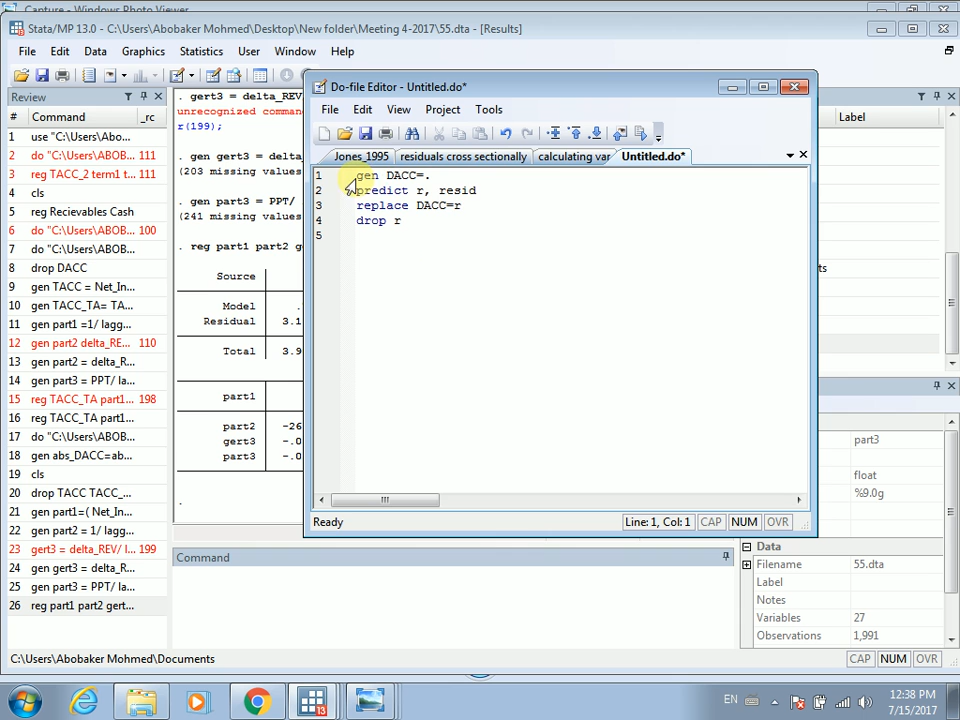 Capture - Windows Photo Viewer
Stata/MP 13.0 - C:\Users\Abobaker Mohmed\Desktop\New folder\Meeting 4-2017\55.dta - [Results]
File Edit Data Graphics Statistics User Window Help
Review
# Command _rc
1 use "C:\Users\Abo...
2 do "C:\Users\ABOB... 111
3 reg TACC_2 term1 t... 111
4 cls
5 reg Recievables Cash
6 do "C:\Users\ABOB... 100
7 do "C:\Users\ABOB...
8 drop DACC
9 gen TACC = Net_In...
10 gen TACC_TA= TA...
11 gen part1 =1/ lagg...
12 gen part2 delta_RE... 110
13 gen part2 = delta_R...
14 gen part3 = PPT/ la...
15 reg TACC_TA part1... 198
16 reg TACC_TA part1...
17 do "C:\Users\ABOB...
18 gen abs_DACC=ab...
19 cls
20 drop TACC TACC_...
21 gen part1=( Net_In...
22 gen part2 = 1/ lagg...
23 gert3 = delta_REV/ l... 199
24 gen gert3 = delta_R...
25 gen part3 = PPT/ la...
26 reg part1 part2 gert...
. gert3 = delta_REV/
unrecognized comman
r(199);
. gen gert3 = delta_
(203 missing values
. gen part3 = PPT/
(241 missing values
. reg part1 part2 ge
Source
Model
Residual 3.1
Total 3.9
part1
part2 -26
gert3 -.0
part3 -.0
.
Do-file Editor - Untitled.do*
File Edit View Project Tools
Jones_1995 residuals cross sectionally calculating var Untitled.do*
1 gen DACC=.
2 predict r, resid
3 replace DACC=r
4 drop r
5
Ready Line: 1, Col: 1 CAP NUM OVR
Command
Label
ts
part3
float
%9.0g
Data
Filename 55.dta
Label
Notes
Variables 27
Observations 1,991
C:\Users\Abobaker Mohmed\Documents CAP NUM OVR
13
EN 12:38 PM
7/15/2017